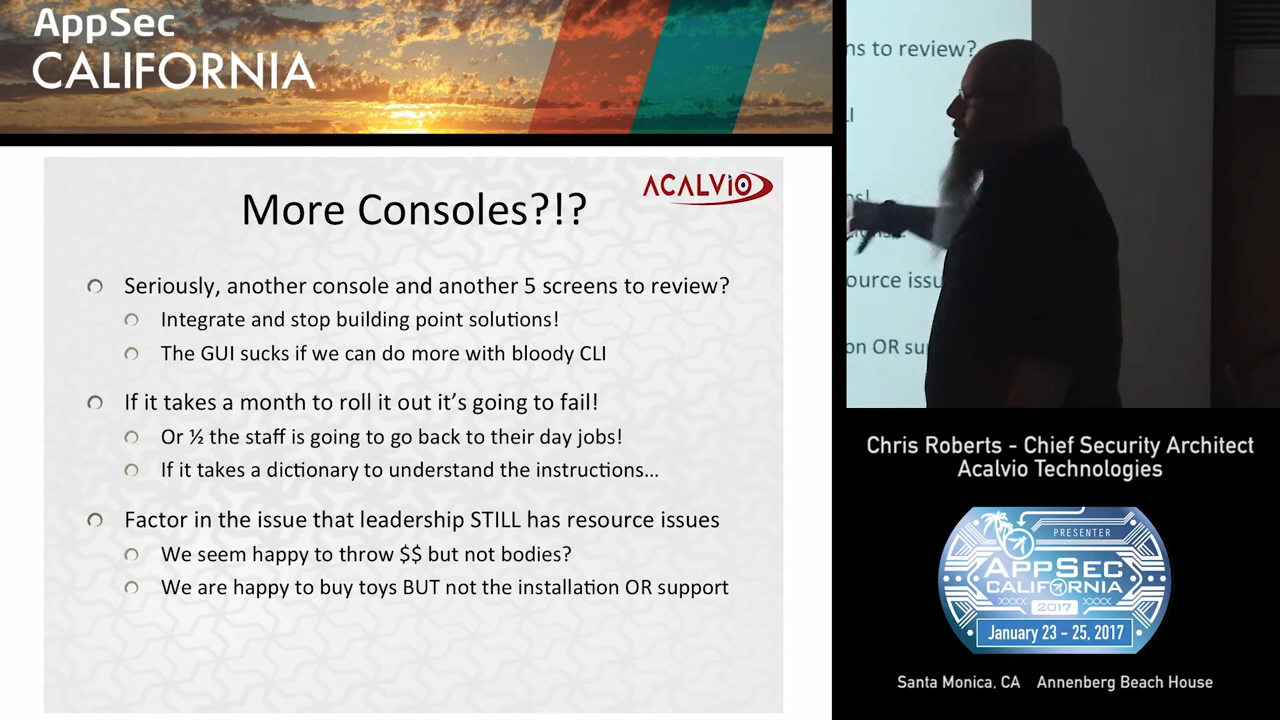 AppSec
CALIFORNIA
ACALVIO
More Consoles?!?
Seriously, another console and another 5 screens to review?
Integrate and stop building point solutions!
The GUI sucks if we can do more with bloody CLI
If it takes a month to roll it out it's going to fail!
Or ½ the staff is going to go back to their day jobs!
If it takes a dictionary to understand the instructions…
Factor in the issue that leadership STILL has resource issues
We seem happy to throw $$ but not bodies?
We are happy to buy toys BUT not the installation OR support
ns to review?
LI
ns!
ource issu
on OR su
Chris Roberts - Chief Security Architect
Acalvio Technologies
PRESENTER
APPSEC
CALIFORNIA
2017
January 23 - 25, 2017
Santa Monica, CA Annenberg Beach House